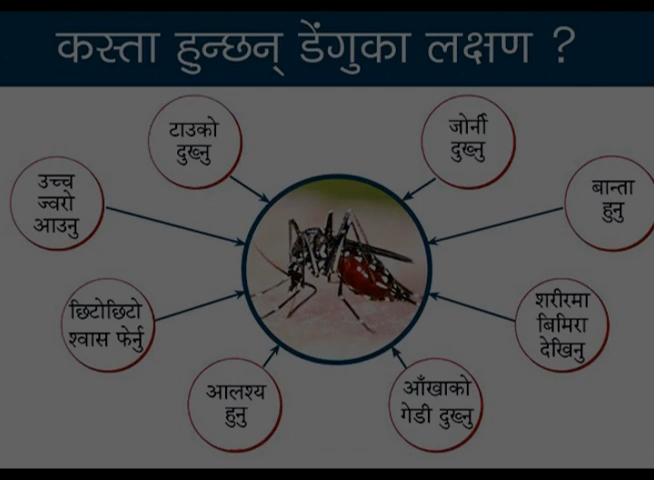 कस्ता हुन्छन् डेंगुका लक्षण ?
टाउको
दुख्नु
जोर्नी
दुख्नु
उच्च
ज्वरो
आउनु
बान्ता
हुनु
छिटोछिटो
श्वास फेर्नु
शरीरमा
बिमिरा
देखिनु
आलश्य
हुनु
आँखाको
गेडी दुख्नु